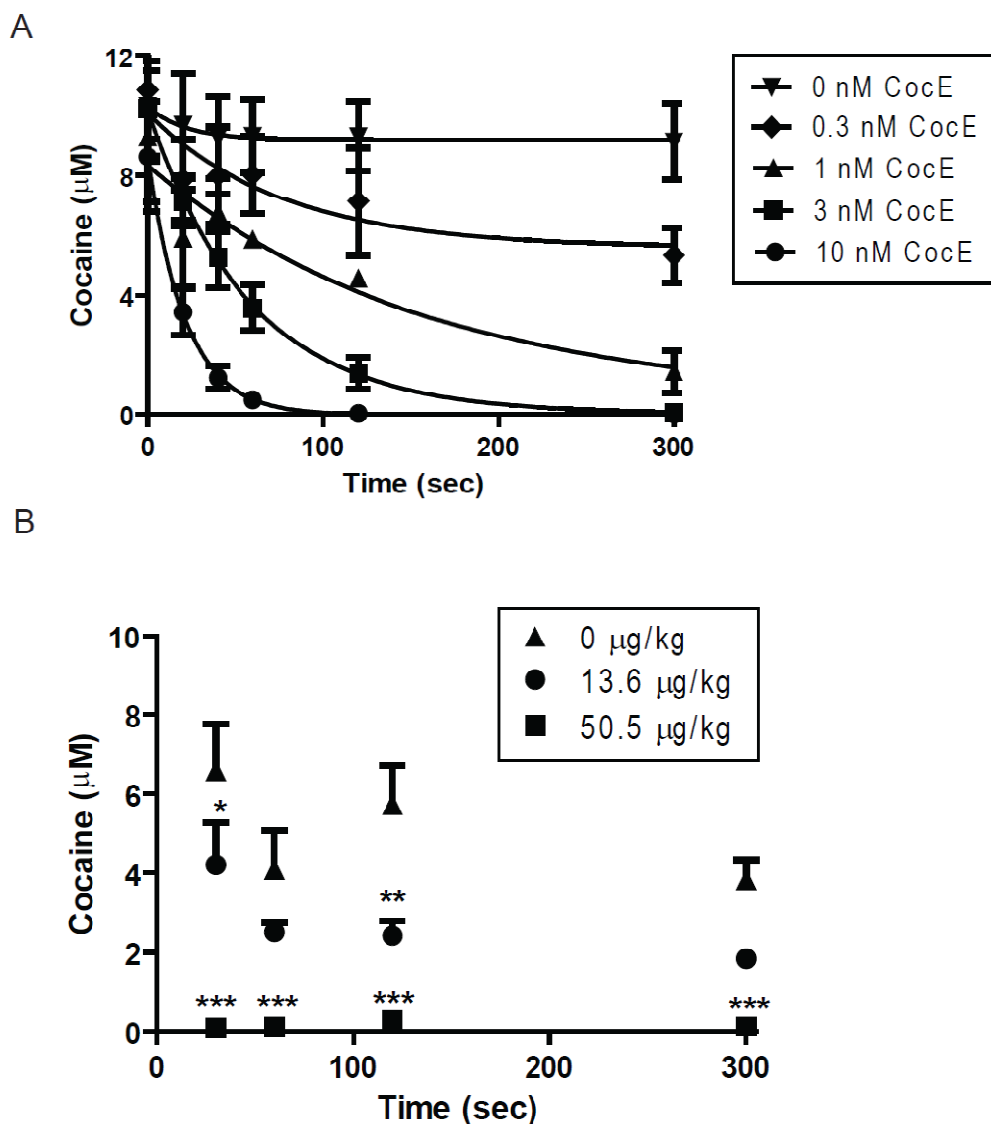 A
12
8
4
0
Cocaine (μM)
0
100
200
300
Time (sec)
0 nM CocE
0.3 nM CocE
1 nM CocE
3 nM CocE
10 nM CocE
B
10
8
6
4
2
0
Cocaine (μM)
0 μg/kg
13.6 μg/kg
50.5 μg/kg
*
**
*** *** *** ***
0
100
200
300
Time (sec)